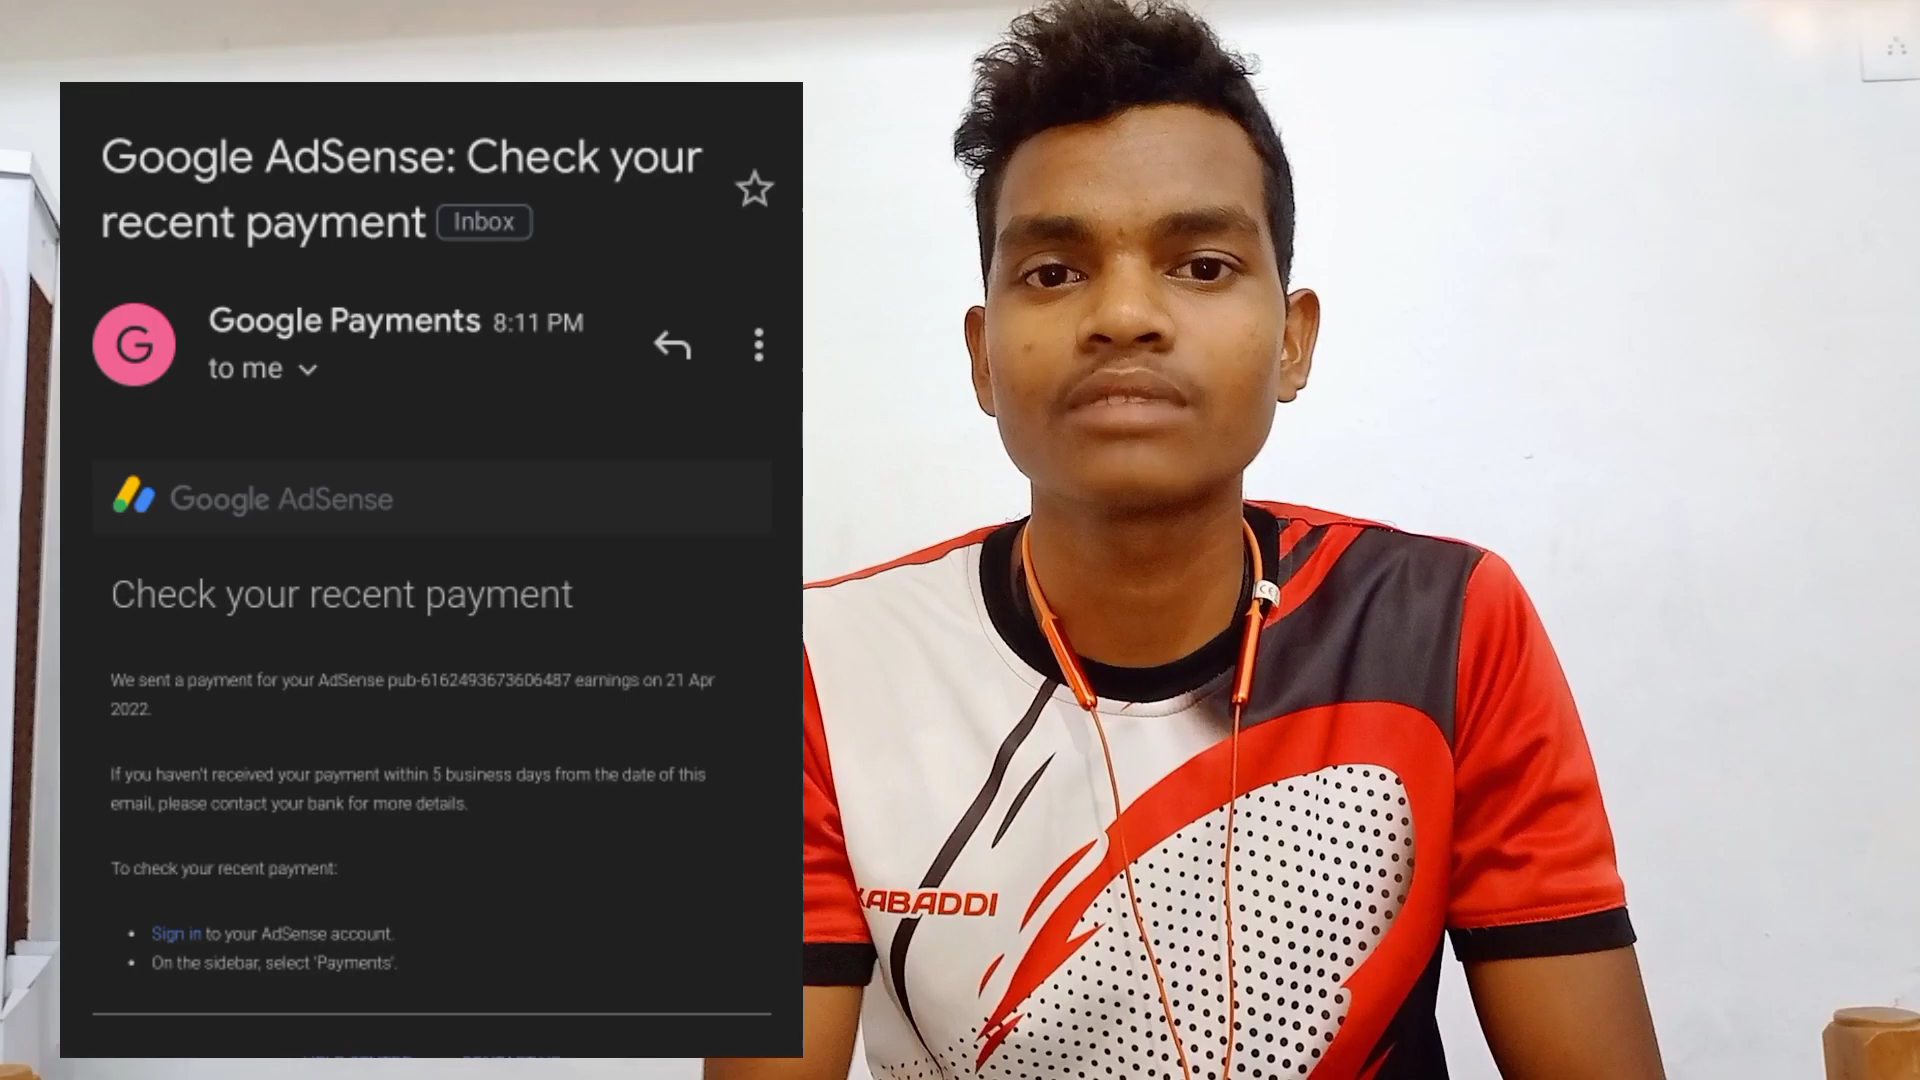 Google AdSense: Check your
recent payment Inbox
G
Google Payments 8:11 PM
to me
Google AdSense
Check your recent payment
We sent a payment for your AdSense pub-6162493673606487 earnings on 21 Apr
2022.
If you haven't received your payment within 5 business days from the date of this
email, please contact your bank for more details.
To check your recent payment:
• Sign in to your AdSense account.
• On the sidebar, select 'Payments'.
KABADDI
CE